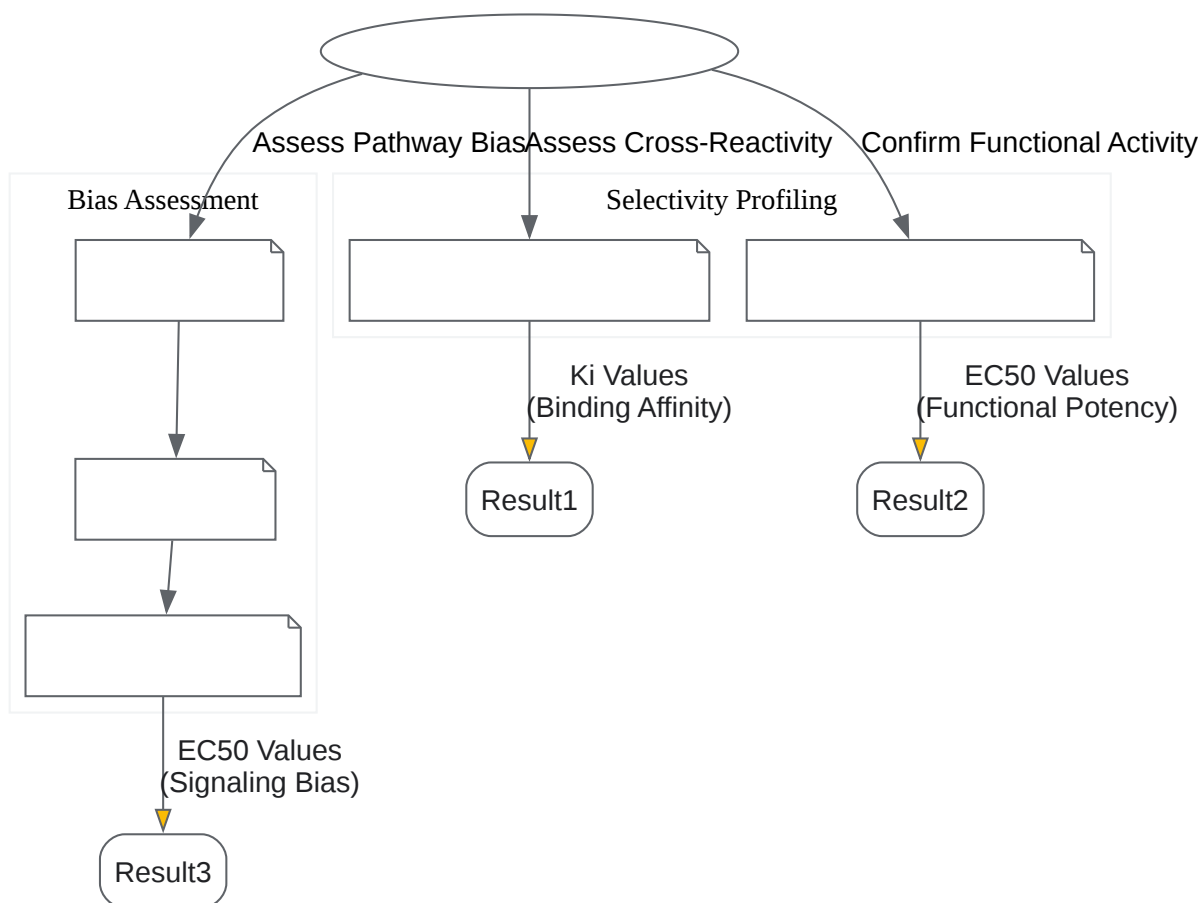 Assess Pathway Bias
Assess Cross-Reactivity
Confirm Functional Activity
Bias Assessment
Selectivity Profiling
Ki Values
(Binding Affinity)
EC50 Values
(Functional Potency)
Result1
Result2
EC50 Values
(Signaling Bias)
Result3